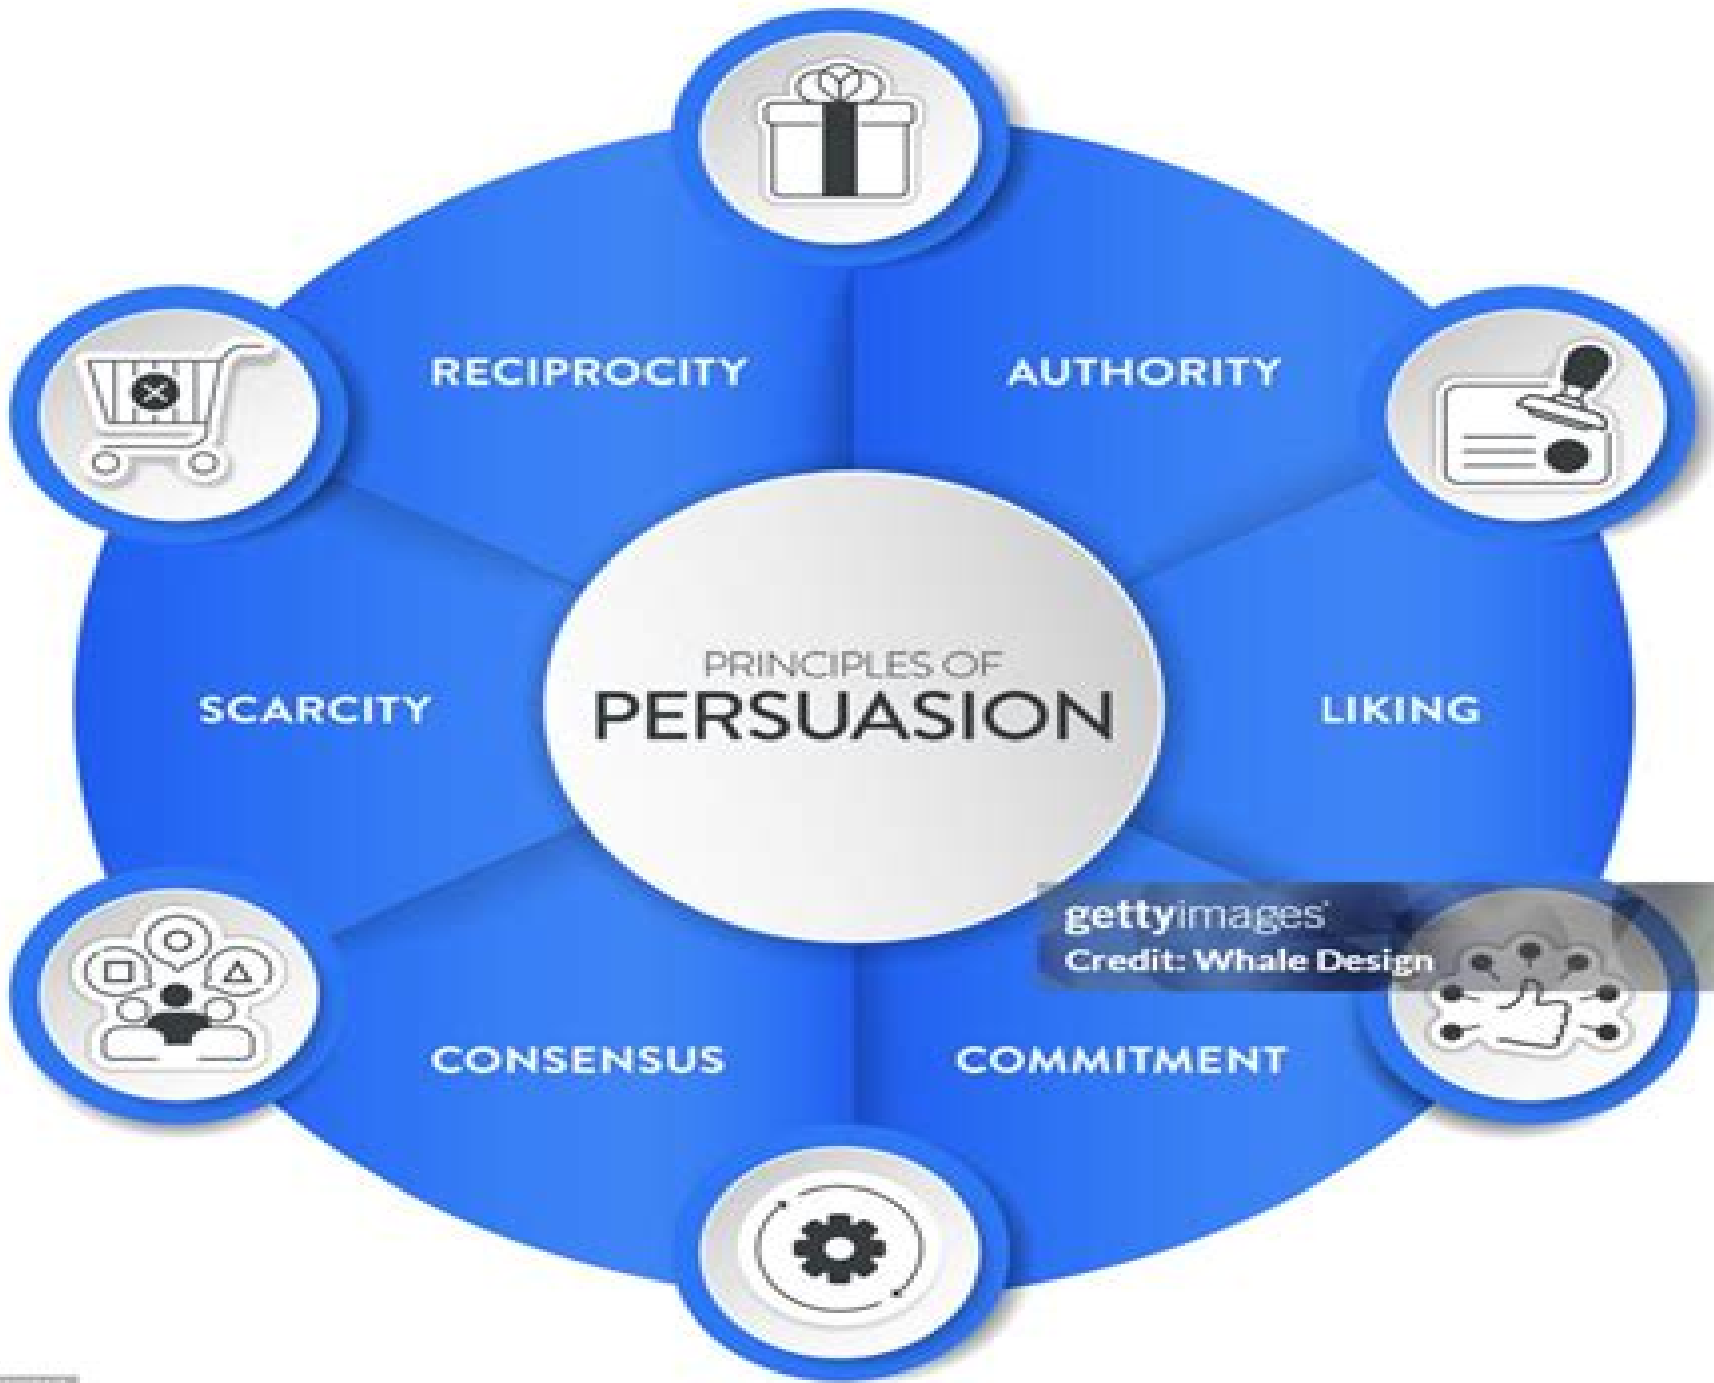 RECIPROCITY
AUTHORITY
SCARCITY
PRINCIPLES OF
PERSUASION
LIKING
gettyimages
Credit: Whale Design
CONSENSUS
COMMITMENT